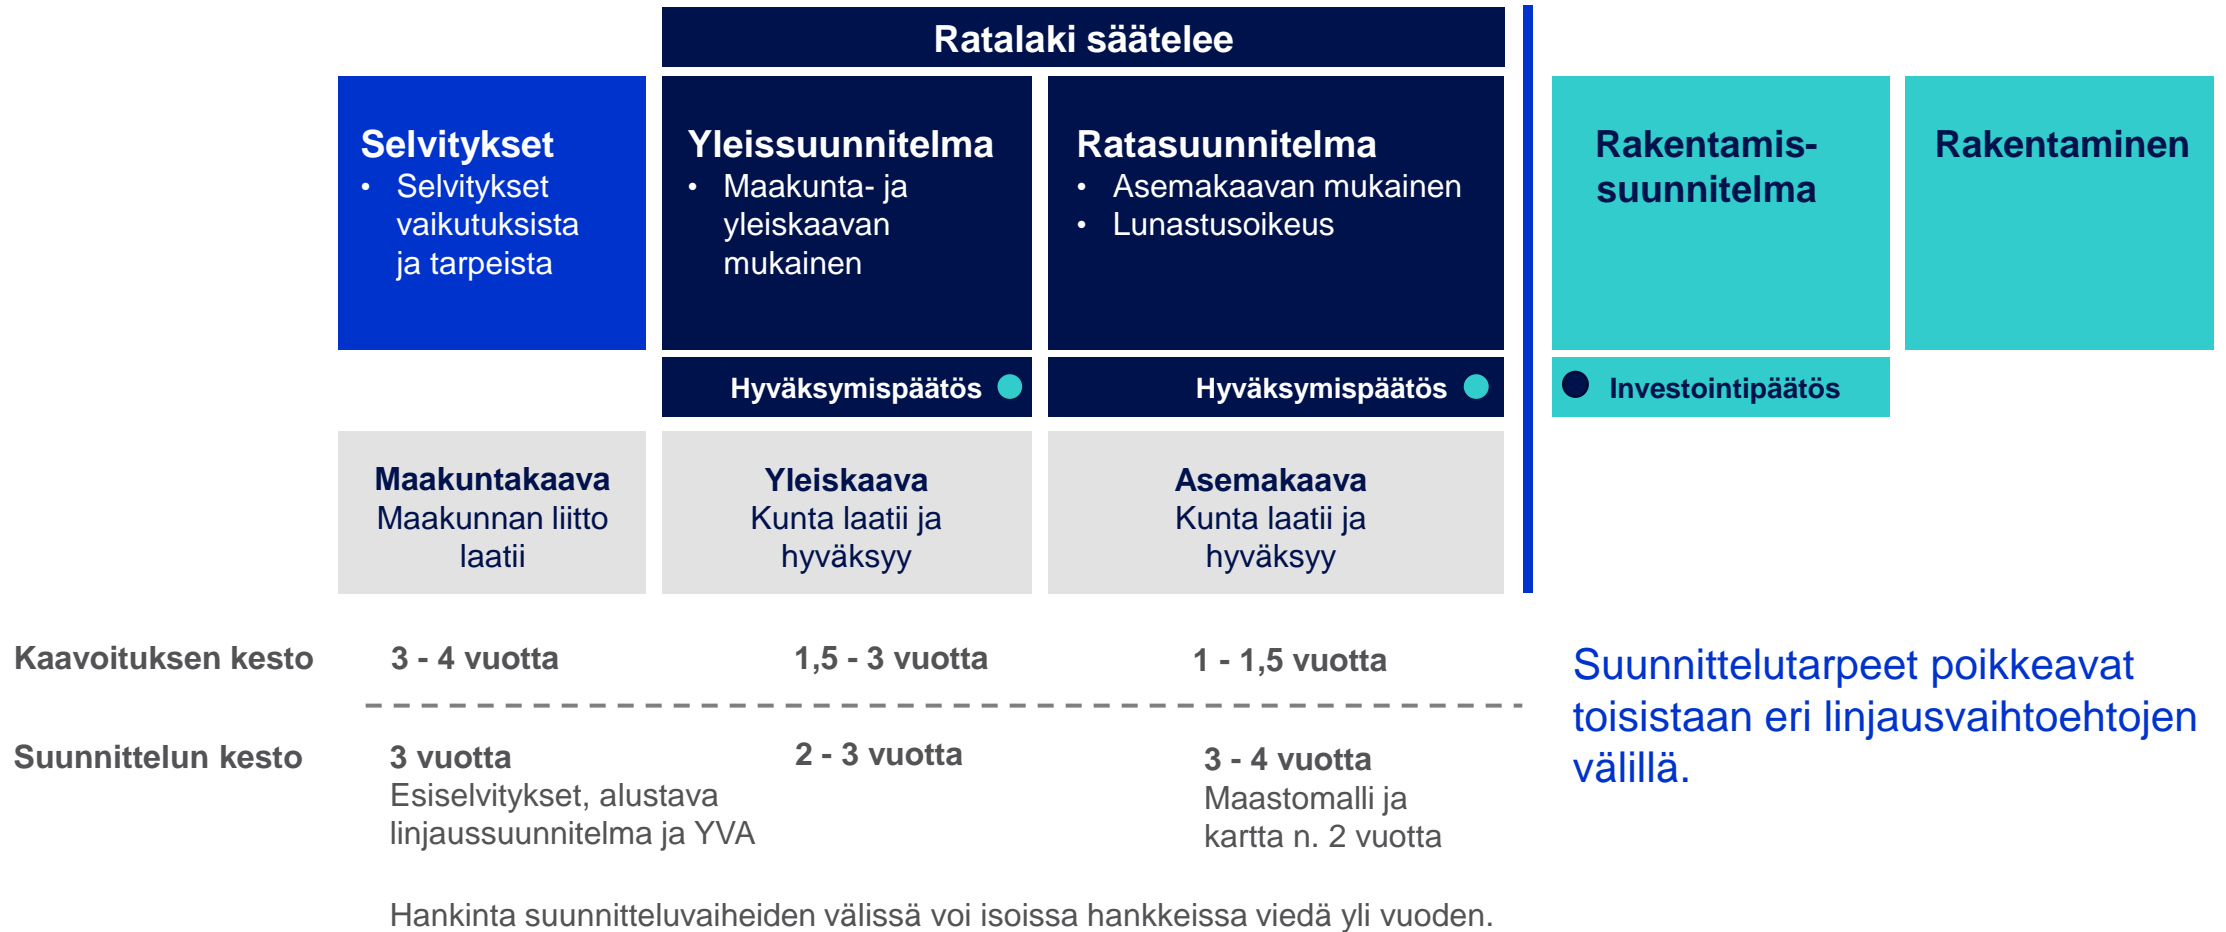 Ratalaki säätelee
Selvitykset
• Selvitykset
vaikutuksista
ja tarpeista
Yleissuunnitelma
• Maakunta- ja
yleiskaavan
mukainen
Ratasuunnitelma
• Asemakaavan mukainen
• Lunastusoikeus
Rakentamis-
suunnitelma
Rakentaminen
Hyväksymispäätös
Hyväksymispäätös
Investointipäätös
Maakuntakaava
Maakunnan liitto
laatii
Yleiskaava
Kunta laatii ja
hyväksyy
Asemakaava
Kunta laatii ja
hyväksyy
Kaavoituksen kesto
3 - 4 vuotta
1,5 - 3 vuotta
1 - 1,5 vuotta
Suunnittelun kesto
3 vuotta
Esiselvitykset, alustava
linjaussuunnitelma ja YVA
2 - 3 vuotta
3 - 4 vuotta
Maastomalli ja
kartta n. 2 vuotta
Suunnittelutarpeet poikkeavat
toisistaan eri linjausvaihtoehtojen
välillä.
Hankinta suunnitteluvaiheiden välissä voi isoissa hankkeissa viedä yli vuoden.